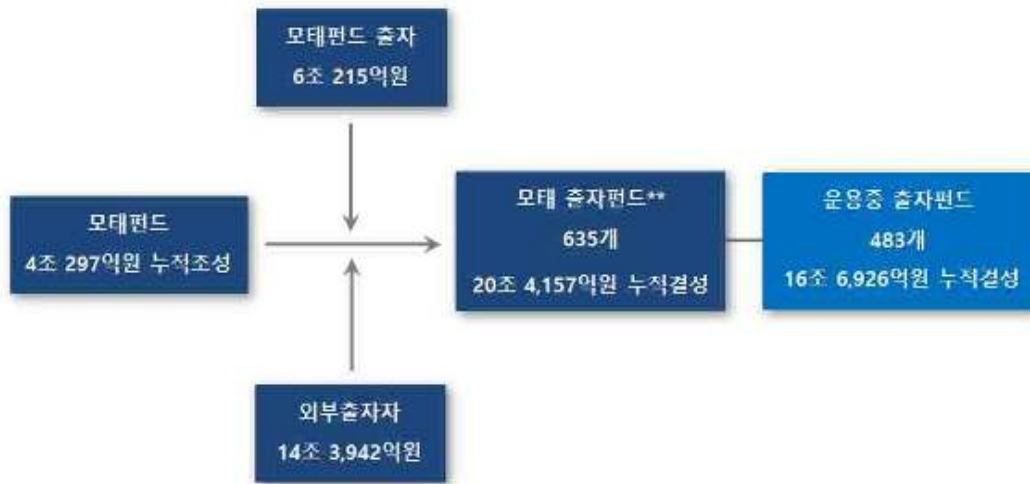 모태펀드 출자
6조 215억원
모태펀드
4조 297억원 누적조성
모태 출자펀드**
635개
20조 4,157억원 누적결성
운용중 출자펀드
483개
16조 6,926억원 누적결성
외부출자자
14조 3,942억원